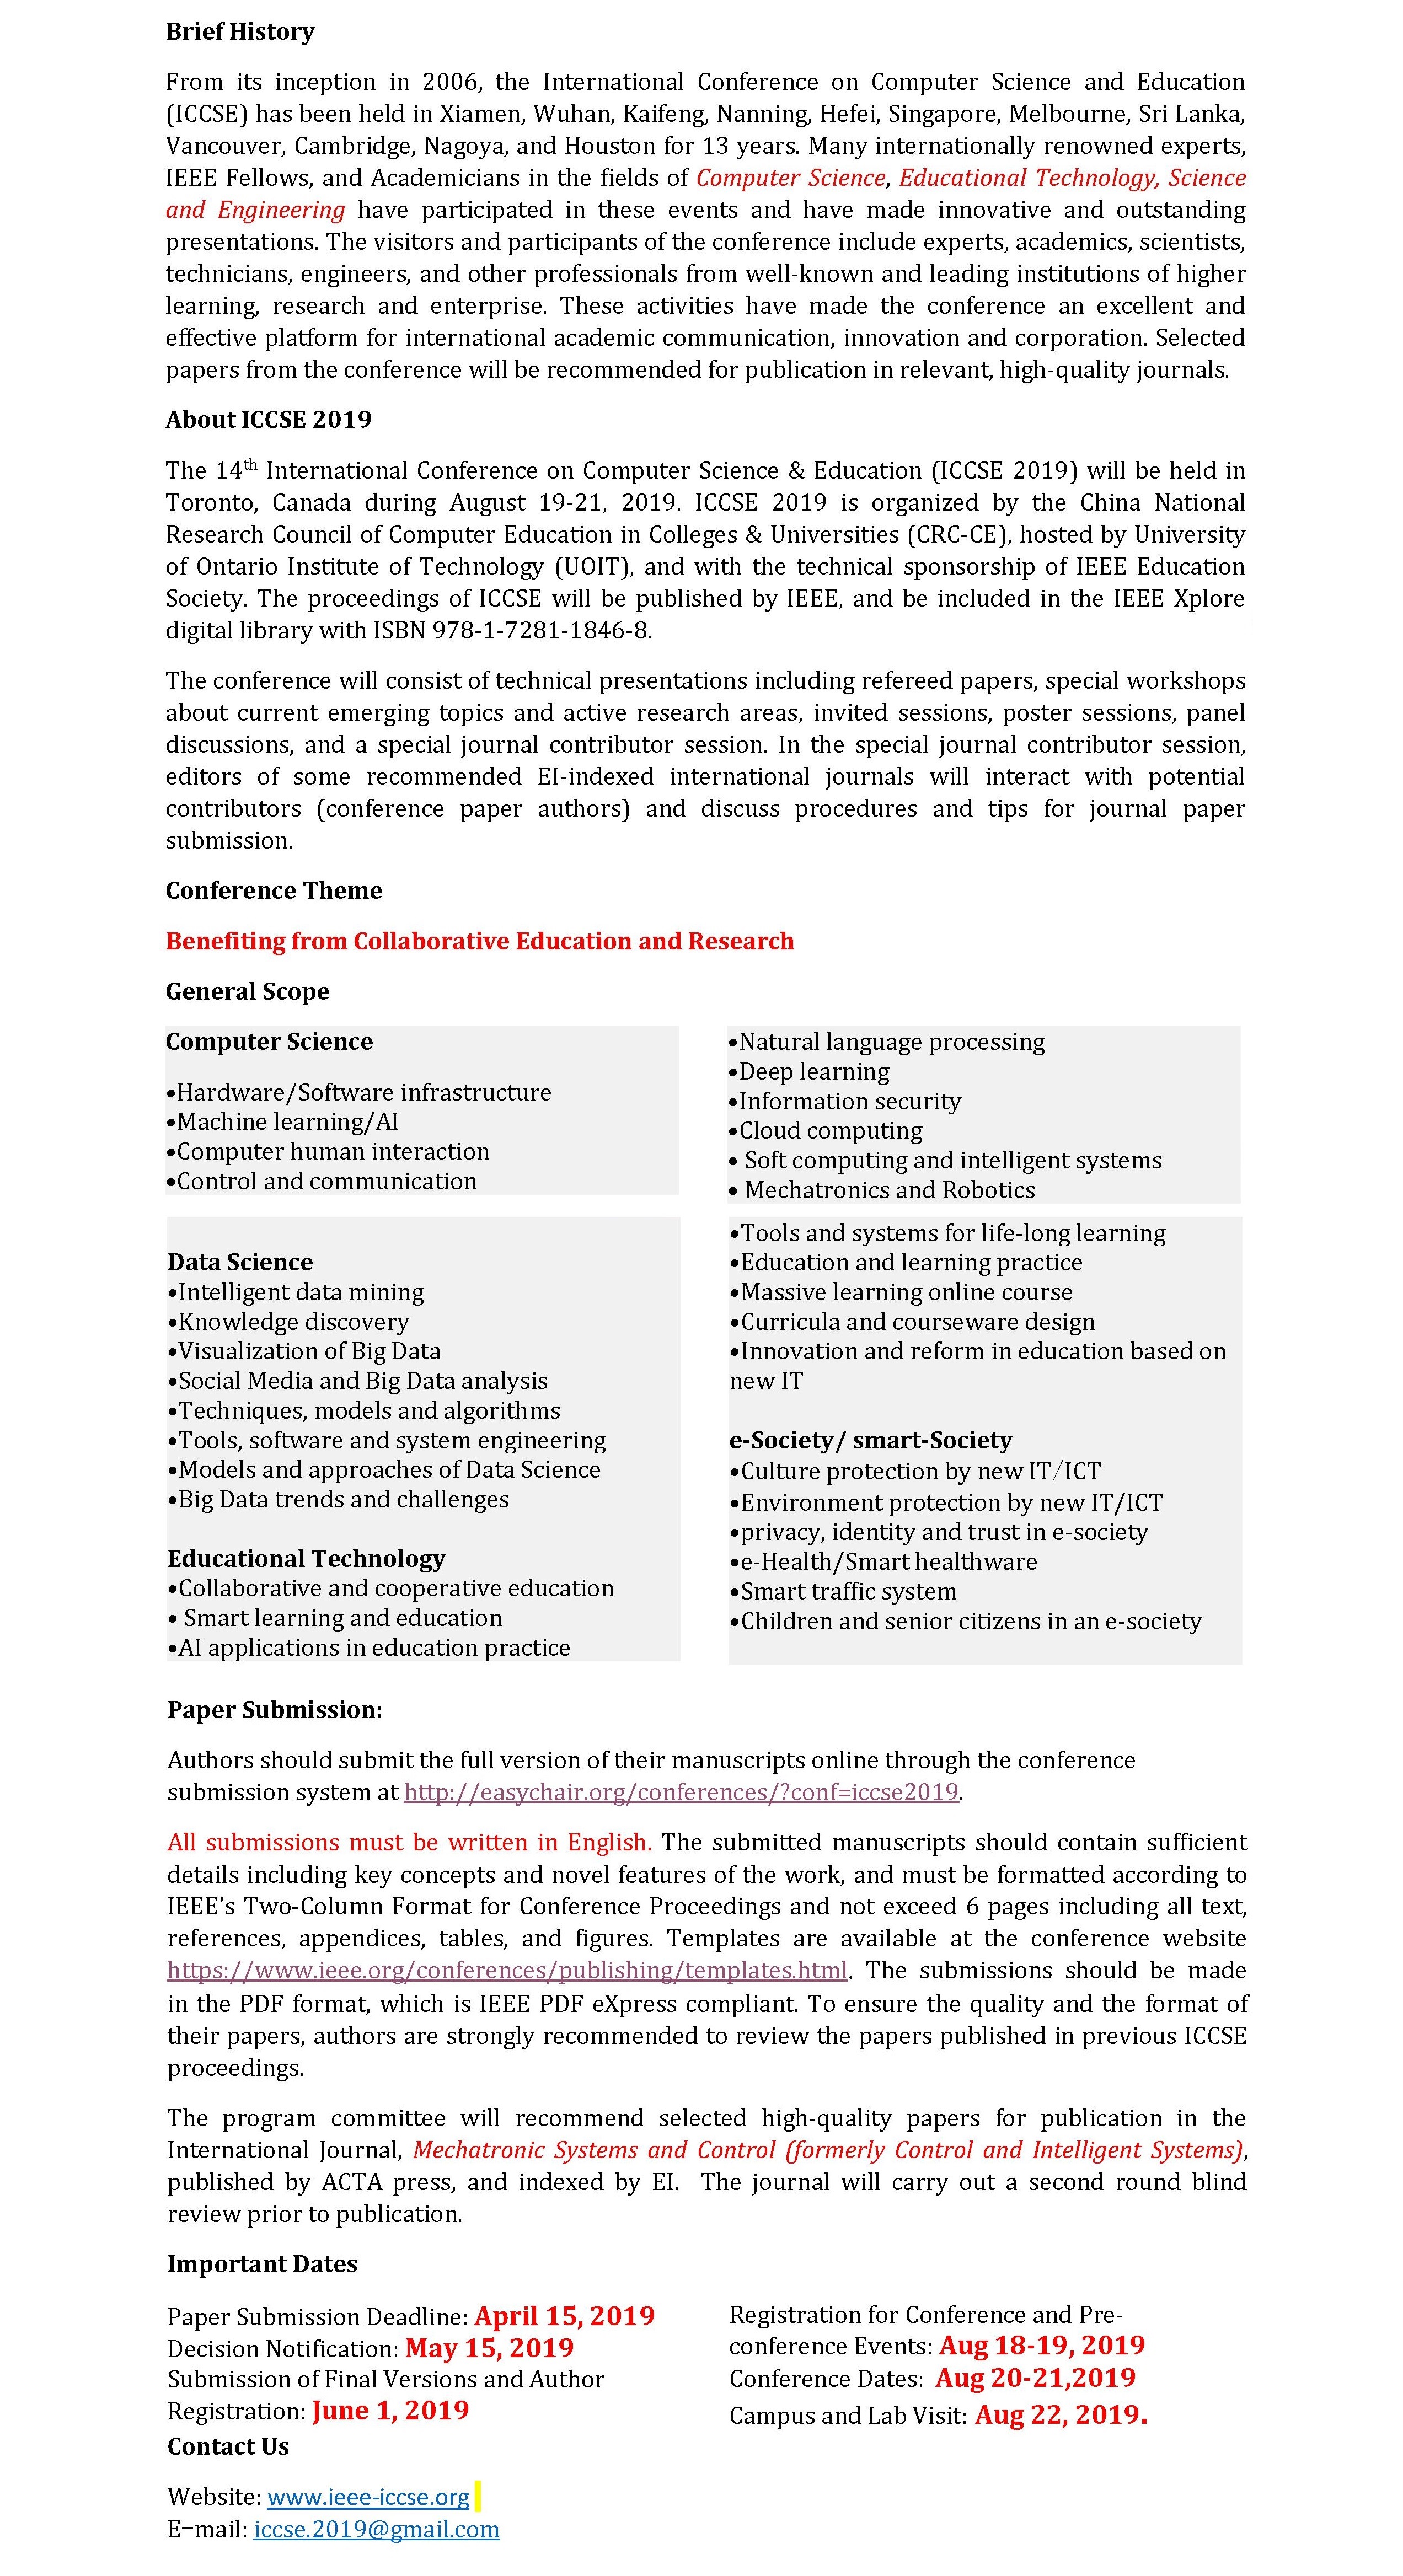 Brief History
From its inception in 2006, the International Conference on Computer Science and Education
(ICCSE) has been held in Xiamen, Wuhan, Kaifeng, Nanning, Hefei, Singapore, Melbourne, Sri Lanka,
Vancouver, Cambridge, Nagoya, and Houston for 13 years. Many internationally renowned experts,
IEEE Fellows, and Academicians in the fields of Computer Science, Educational Technology, Science
and Engineering have participated in these events and have made innovative and outstanding
presentations. The visitors and participants of the conference include experts, academics, scientists,
technicians, engineers, and other professionals from well-known and leading institutions of higher
learning, research and enterprise. These activities have made the conference an excellent and
effective platform for international academic communication, innovation and corporation. Selected
papers from the conference will be recommended for publication in relevant, high-quality journals.
About ICCSE 2019
The 14th International Conference on Computer Science & Education (ICCSE 2019) will be held in
Toronto, Canada during August 19-21, 2019. ICCSE 2019 is organized by the China National
Research Council of Computer Education in Colleges & Universities (CRC-CE), hosted by University
of Ontario Institute of Technology (UOIT), and with the technical sponsorship of IEEE Education
Society. The proceedings of ICCSE will be published by IEEE, and be included in the IEEE Xplore
digital library with ISBN 978-1-7281-1846-8.
The conference will consist of technical presentations including refereed papers, special workshops
about current emerging topics and active research areas, invited sessions, poster sessions, panel
discussions, and a special journal contributor session. In the special journal contributor session,
editors of some recommended EI-indexed international journals will interact with potential
contributors (conference paper authors) and discuss procedures and tips for journal paper
submission.
Conference Theme
Benefiting from Collaborative Education and Research
General Scope
Computer Science
•Hardware/Software infrastructure
•Machine learning/AI
•Computer human interaction
•Control and communication
•Natural language processing
•Deep learning
•Information security
•Cloud computing
• Soft computing and intelligent systems
• Mechatronics and Robotics
Data Science
•Intelligent data mining
•Knowledge discovery
•Visualization of Big Data
•Social Media and Big Data analysis
•Techniques, models and algorithms
•Tools, software and system engineering
•Models and approaches of Data Science
•Big Data trends and challenges
Educational Technology
•Collaborative and cooperative education
• Smart learning and education
•AI applications in education practice
•Tools and systems for life-long learning
•Education and learning practice
•Massive learning online course
•Curricula and courseware design
•Innovation and reform in education based on
new IT
e-Society/ smart-Society
•Culture protection by new IT/ICT
•Environment protection by new IT/ICT
•privacy, identity and trust in e-society
•e-Health/Smart healthware
•Smart traffic system
•Children and senior citizens in an e-society
Paper Submission:
Authors should submit the full version of their manuscripts online through the conference
submission system at http://easychair.org/conferences/?conf=iccse2019.
All submissions must be written in English. The submitted manuscripts should contain sufficient
details including key concepts and novel features of the work, and must be formatted according to
IEEE’s Two-Column Format for Conference Proceedings and not exceed 6 pages including all text,
references, appendices, tables, and figures. Templates are available at the conference website
https://www.ieee.org/conferences/publishing/templates.html. The submissions should be made
in the PDF format, which is IEEE PDF eXpress compliant. To ensure the quality and the format of
their papers, authors are strongly recommended to review the papers published in previous ICCSE
proceedings.
The program committee will recommend selected high-quality papers for publication in the
International Journal, Mechatronic Systems and Control (formerly Control and Intelligent Systems),
published by ACTA press, and indexed by EI. The journal will carry out a second round blind
review prior to publication.
Important Dates
Paper Submission Deadline: April 15, 2019
Decision Notification: May 15, 2019
Submission of Final Versions and Author
Registration: June 1, 2019
Registration for Conference and Pre-
conference Events: Aug 18-19, 2019
Conference Dates: Aug 20-21,2019
Campus and Lab Visit: Aug 22, 2019.
Contact Us
Website: www.ieee-iccse.org
E–mail: iccse.2019@gmail.com